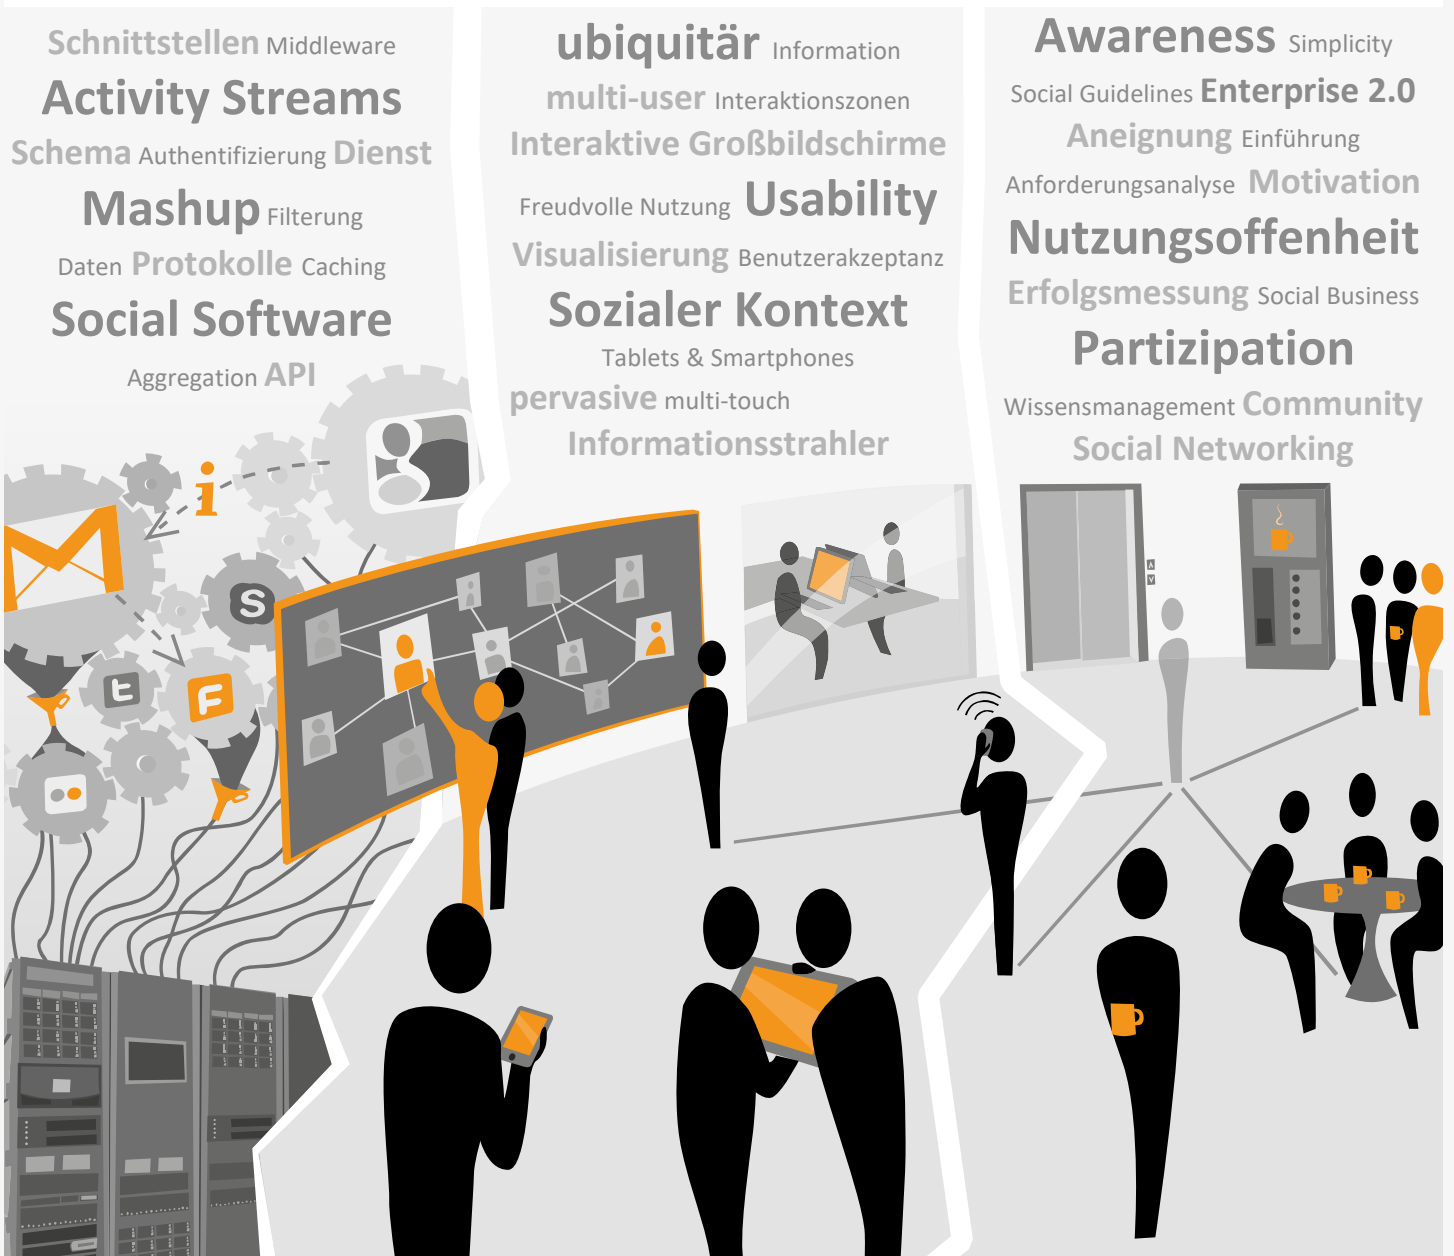 Schnittstellen Middleware
Activity Streams
Schema Authentifizierung Dienst
Mashup Filterung
Daten Protokolle Caching
Social Software
Aggregation API
ubiquitär Information
multi-user Interaktionszonen
Interaktive Großbildschirme
Freudvolle Nutzung Usability
Visualisierung Benutzerakzeptanz
Sozialer Kontext
Tablets & Smartphones
pervasive multi-touch
Informationsstrahler
Awareness Simplicity
Social Guidelines Enterprise 2.0
Aneignung Einführung
Anforderungsanalyse Motivation
Nutzungsoffenheit
Erfolgsmessung Social Business
Partizipation
Wissensmanagement Community
Social Networking
i
S
t
F